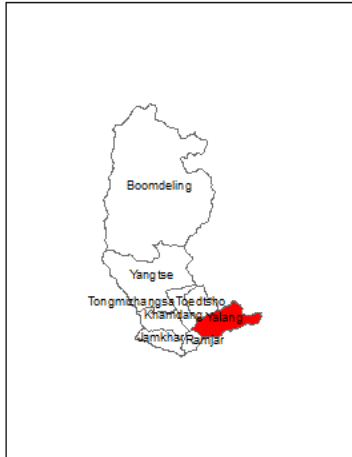 Boomdeling
Yangtse
Tongmizhangsa
Toedtsho
Khamdang
Yalang
Jamkhar
Ramjar